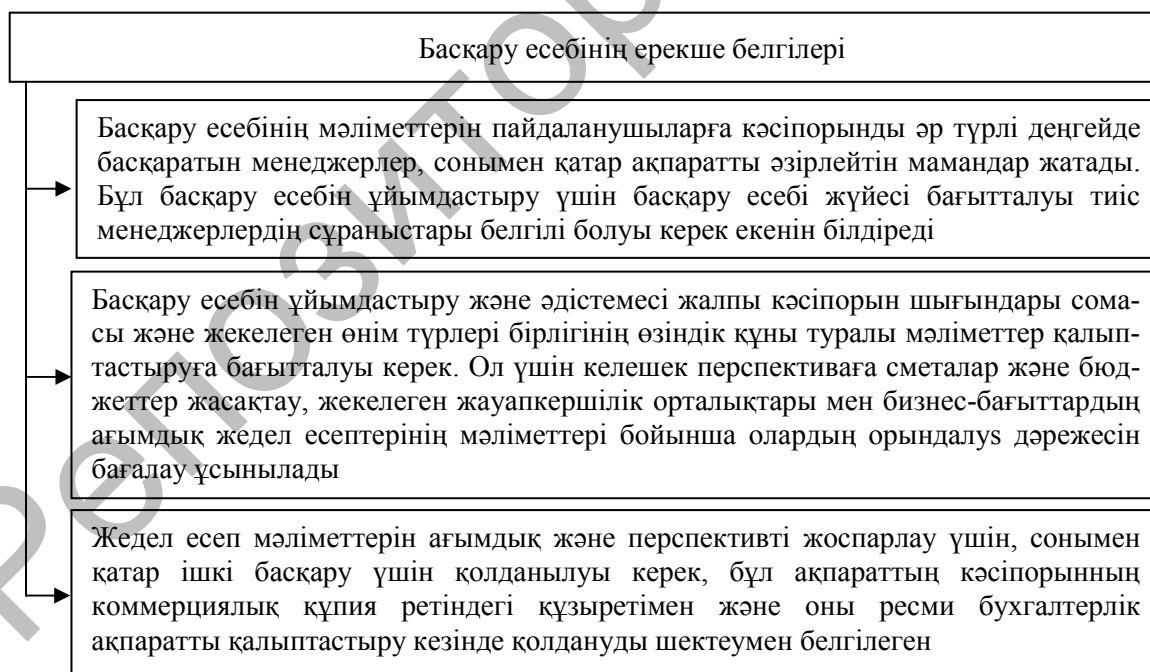 Басқару есебінің ерекше белгілері
Басқару есебінің мәліметтерін пайдаланушыларға кәсіпорынды әр түрлі деңгейде
басқаратын менеджерлер, сонымен қатар ақпаратты әзірлейтін мамандар жатады.
Бұл басқару есебін ұйымдастыру үшін басқару есебі жүйесі бағытталуы тиіс
менеджерлердің сұраныстары белгілі болуы керек екенін білдіреді
Басқару есебін ұйымдастыру және әдістемесі жалпы кәсіпорын шығындары сома-
сы және жекелеген өнім түрлері бірлігінің өзіндік құны туралы мәліметтер қалып-
тастыруға бағытталуы керек. Ол үшін келешек перспективаға сметалар және бюд-
жеттер жасақтау, жекелеген жауапкершілік орталықтары мен бизнес-бағыттардың
ағымдық жедел есептерінің мәліметтері бойынша олардың орындалуs дәрежесін
бағалау ұсынылады
Жедел есеп мәліметтерін ағымдық және перспективті жоспарлау үшін, сонымен
қатар ішкі басқару үшін қолданылуы керек, бұл ақпараттың кәсіпорынның
коммерциялық құпия ретіндегі құзыретімен және оны ресми бухгалтерлік
ақпаратты қалыптастыру кезінде қолдануды шектеумен белгілеген
Репозитор